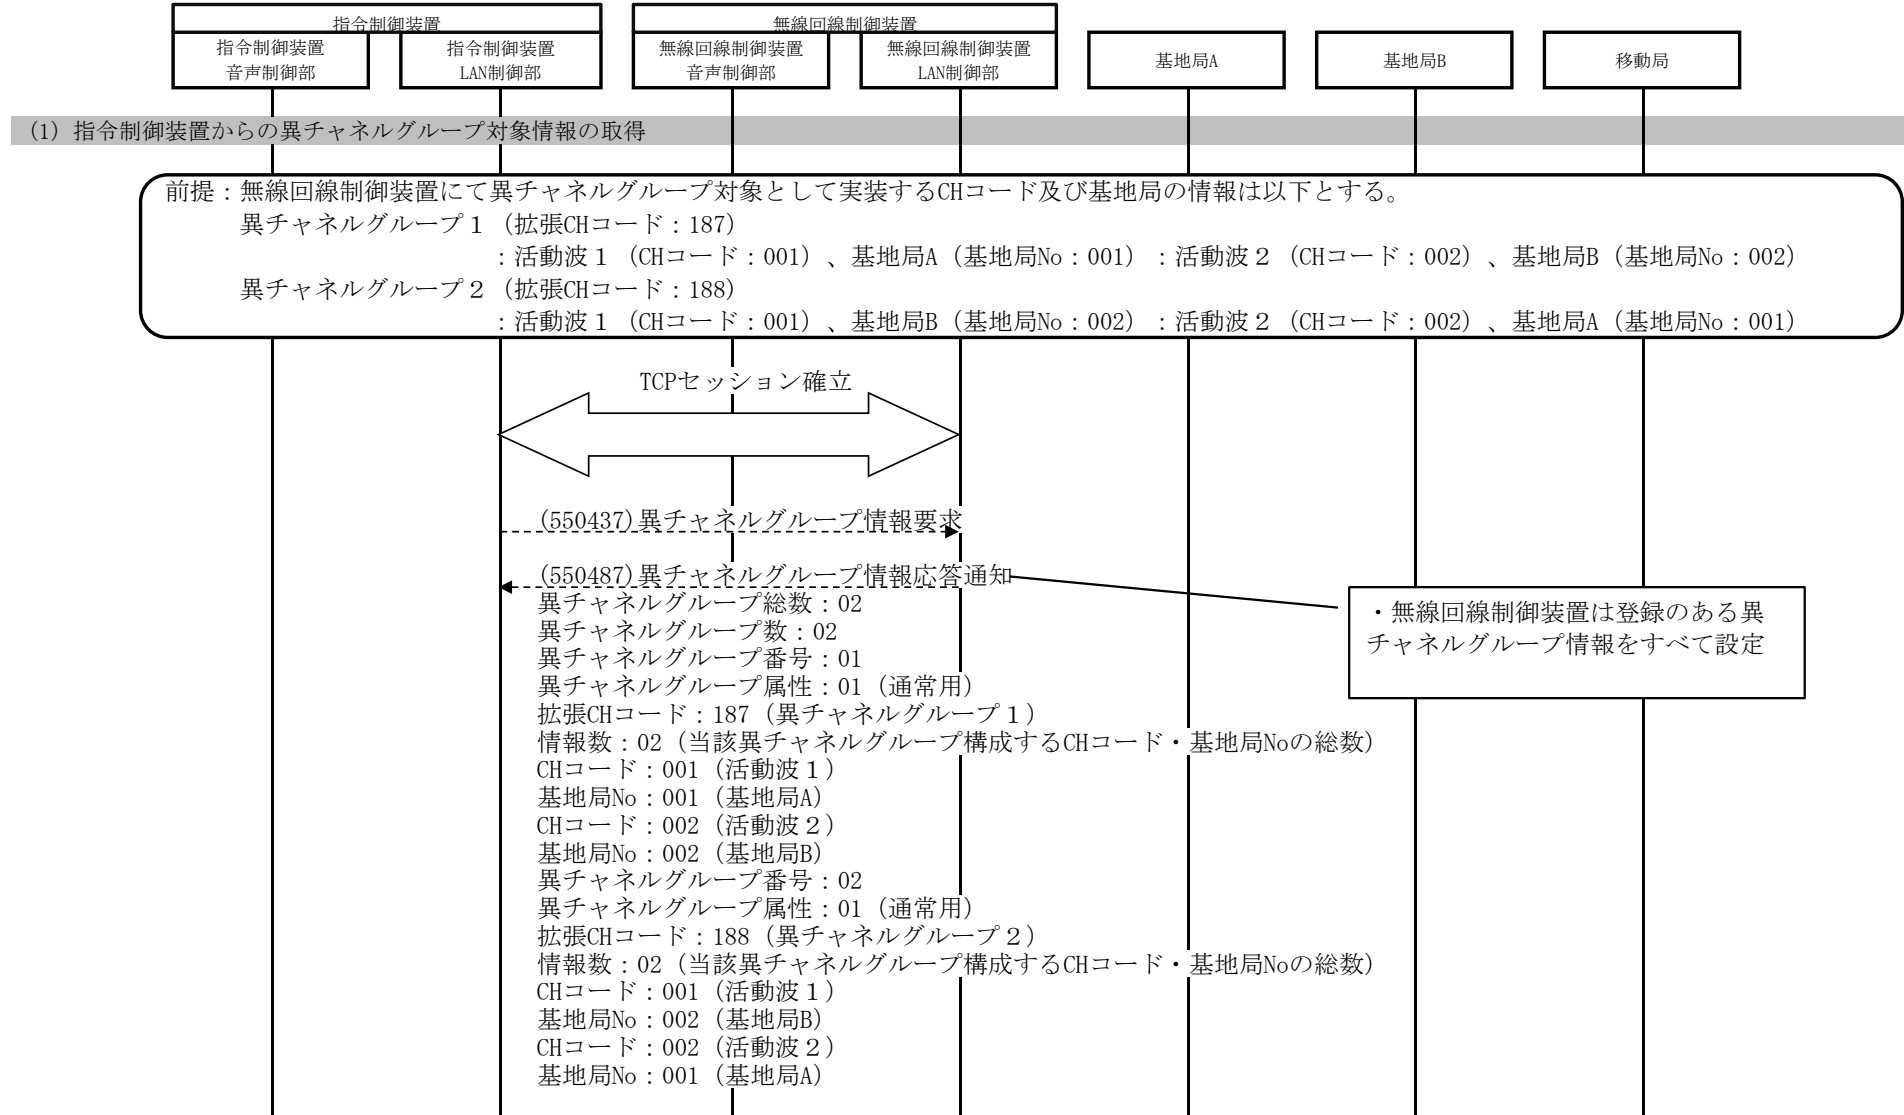 指令制御装置
無線回線制御装置
指令制御装置
音声制御部
指令制御装置
LAN制御部
無線回線制御装置
音声制御部
無線回線制御装置
LAN制御部
基地局A
基地局B
移動局
(1) 指令制御装置からの異チャネルグループ対象情報の取得
前提：無線回線制御装置にて異チャネルグループ対象として実装するCHコード及び基地局の情報は以下とする。
異チャネルグループ１（拡張CHコード：187）
：活動波１（CHコード：001）、基地局A（基地局No：001）：活動波２（CHコード：002）、基地局B（基地局No：002）
異チャネルグループ２（拡張CHコード：188）
：活動波１（CHコード：001）、基地局B（基地局No：002）：活動波２（CHコード：002）、基地局A（基地局No：001）
TCPセッション確立
(550437)異チャネルグループ情報要求
(550487)異チャネルグループ情報応答通知
異チャネルグループ総数：02
異チャネルグループ数：02
異チャネルグループ番号：01
異チャネルグループ属性：01（通常用）
拡張CHコード：187（異チャネルグループ１）
情報数：02（当該異チャネルグループ構成するCHコード・基地局Noの総数）
CHコード：001（活動波１）
基地局No：001（基地局A）
CHコード：002（活動波２）
基地局No：002（基地局B）
異チャネルグループ番号：02
異チャネルグループ属性：01（通常用）
拡張CHコード：188（異チャネルグループ２）
情報数：02（当該異チャネルグループ構成するCHコード・基地局Noの総数）
CHコード：001（活動波１）
基地局No：002（基地局B）
CHコード：002（活動波２）
基地局No：001（基地局A）
・無線回線制御装置は登録のある異
チャネルグループ情報をすべて設定